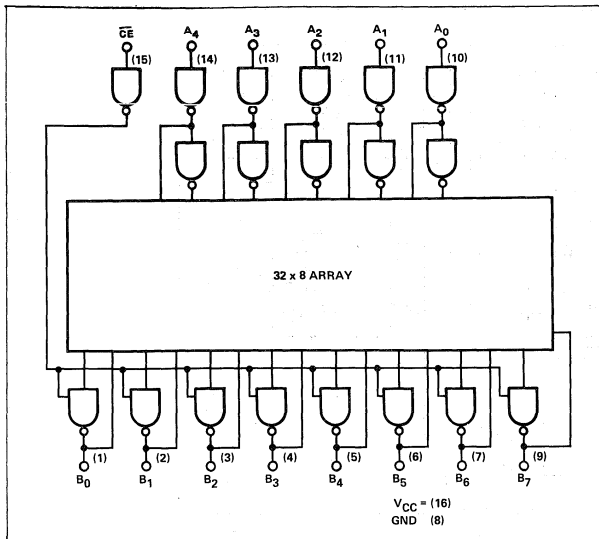 C̅E̅ A4 A3 A2 A1 A0
(15) (14) (13) (12) (11) (10)
32 x 8 ARRAY
(1) (2) (3) (4) (5) (6) (7) (9)
B0 B1 B2 B3 B4 B5 B6 B7
VCC = (16)
GND (8)